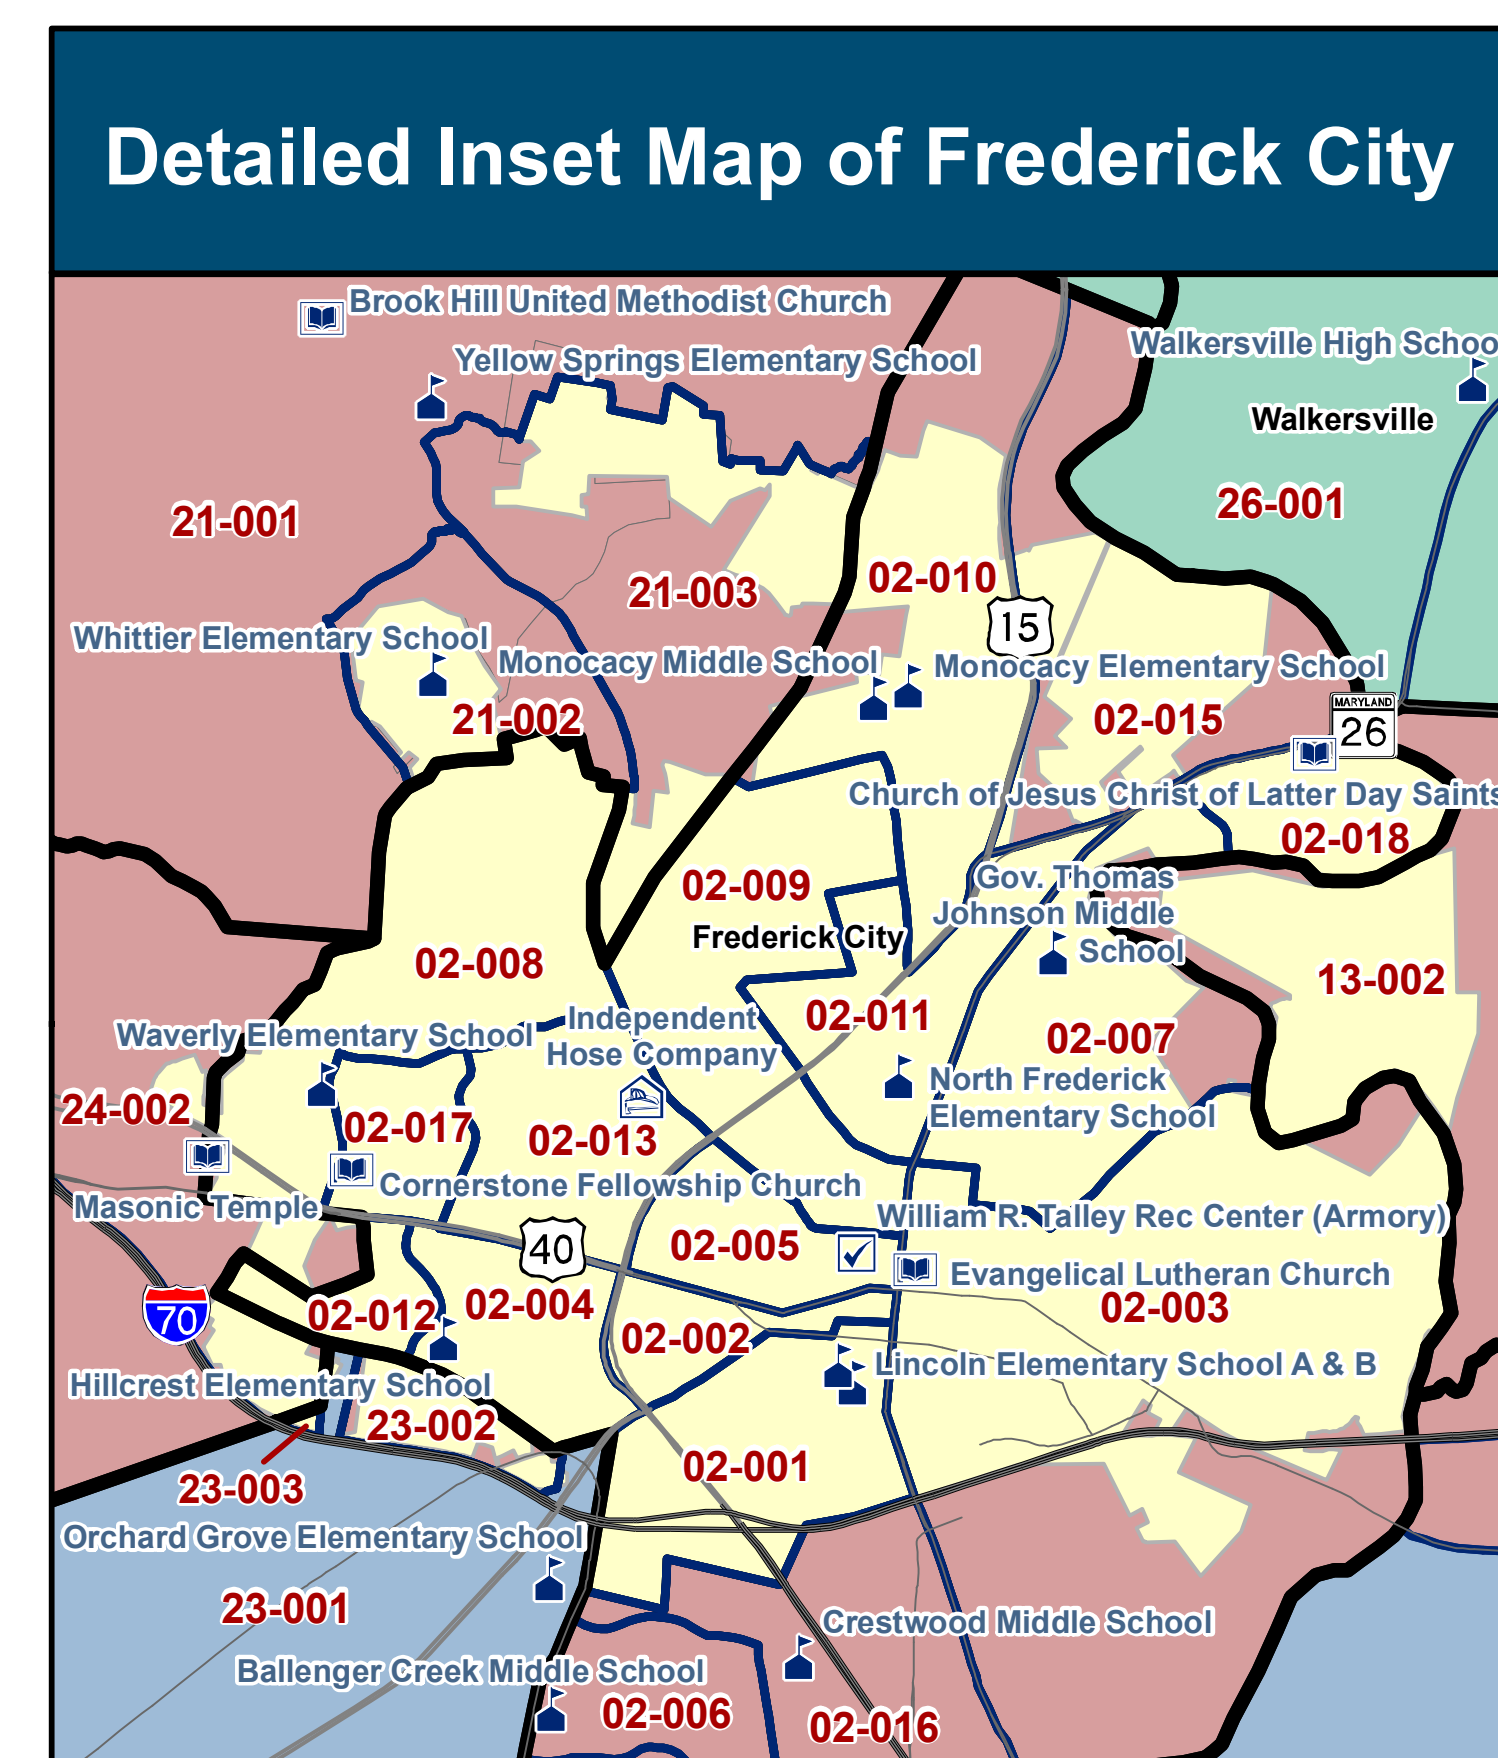 Detailed Inset Map of Frederick City
Brook Hill United Methodist Church
Yellow Springs Elementary School
Walkersville High Schoo
Walkersville
26-001
21-001
21-003
02-010
15
Whittier Elementary School
Monocacy Middle School
Monocacy Elementary School
21-002
02-015
MARYLAND
26
Church of Jesus Christ of Latter Day Saints
02-018
02-009
Gov. Thomas
Johnson Middle
School
Frederick City
02-008
13-002
02-011
Independent
Hose Company
Waverly Elementary School
02-007
North Frederick
Elementary School
24-002
02-017
02-013
Cornerstone Fellowship Church
Masonic Temple
William R. Talley Rec Center (Armory)
02-005
40
Evangelical Lutheran Church
02-003
70
02-012
02-004
02-002
Lincoln Elementary School A & B
Hillcrest Elementary School
23-002
02-001
23-003
Orchard Grove Elementary School
23-001
Crestwood Middle School
Ballenger Creek Middle School
02-006
02-016